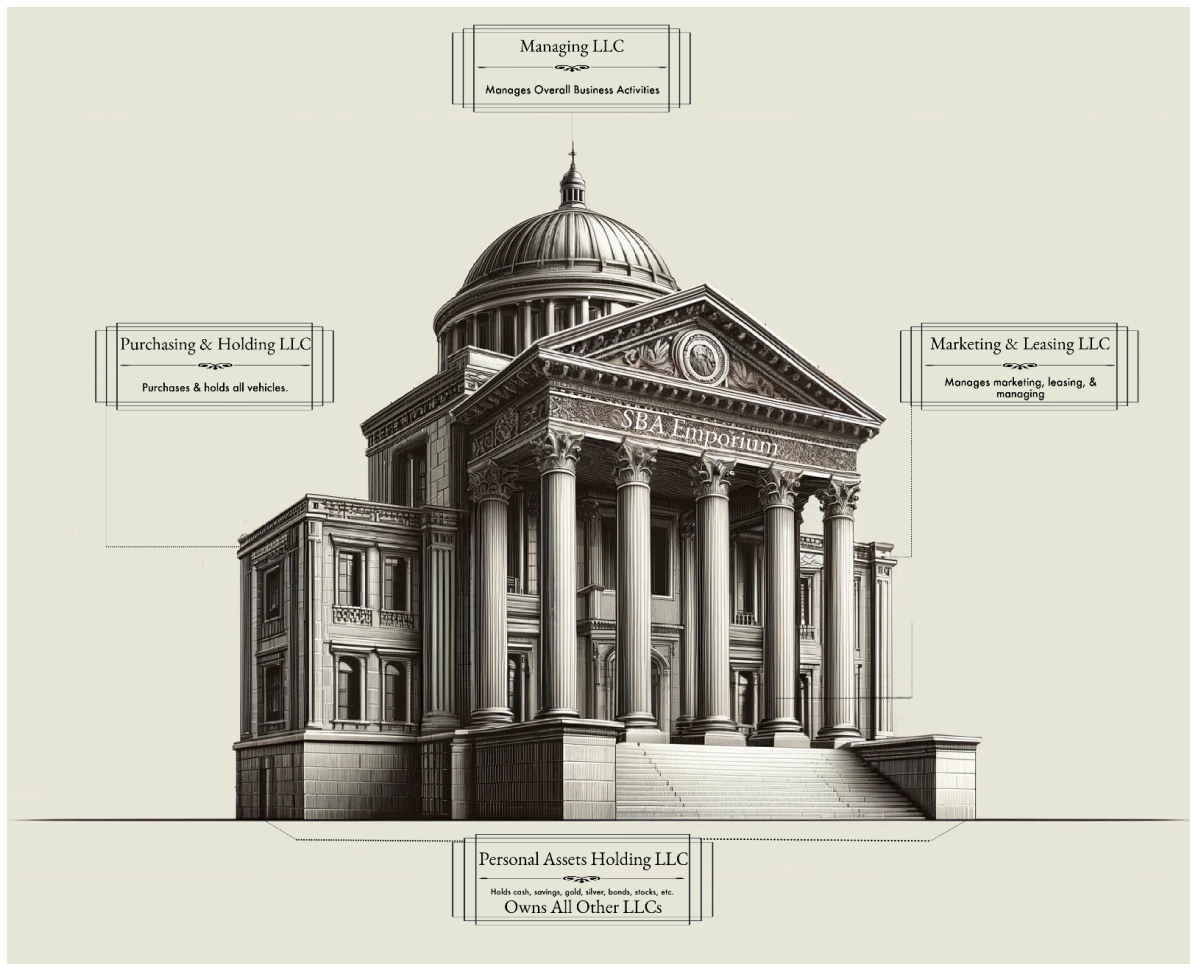 Managing LLC
Manages Overall Business Activities
Purchasing & Holding LLC
Purchases & holds all vehicles.
Marketing & Leasing LLC
Manages marketing, leasing, &
managing
SBA Emporium
Personal Assets Holding LLC
Holds cash, savings, gold, silver, bonds, stocks, etc.
Owns All Other LLCs